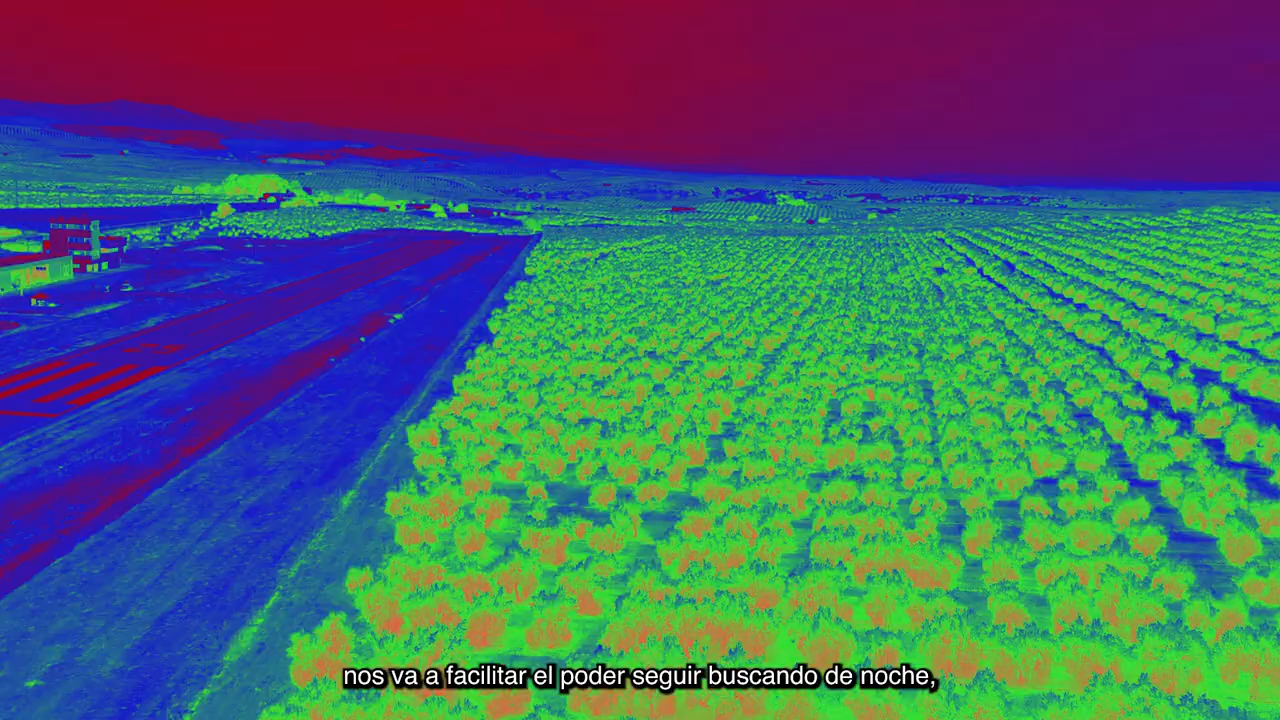 nos va a facilitar el poder seguir buscando de noche,